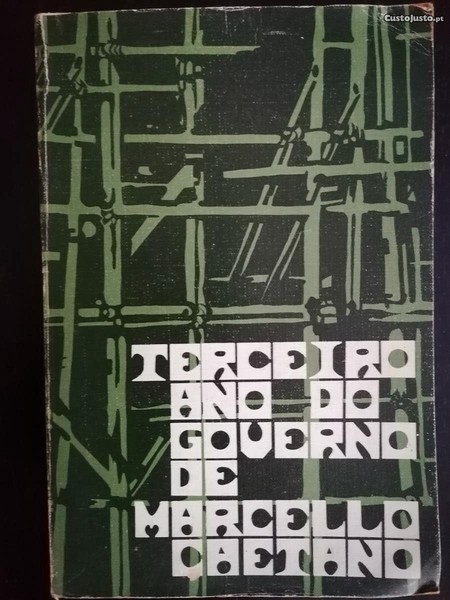 CustoJusto.pt
TERCEIRO
ANO DO
GOVERNO
DE
MARCELLO
CAETANO